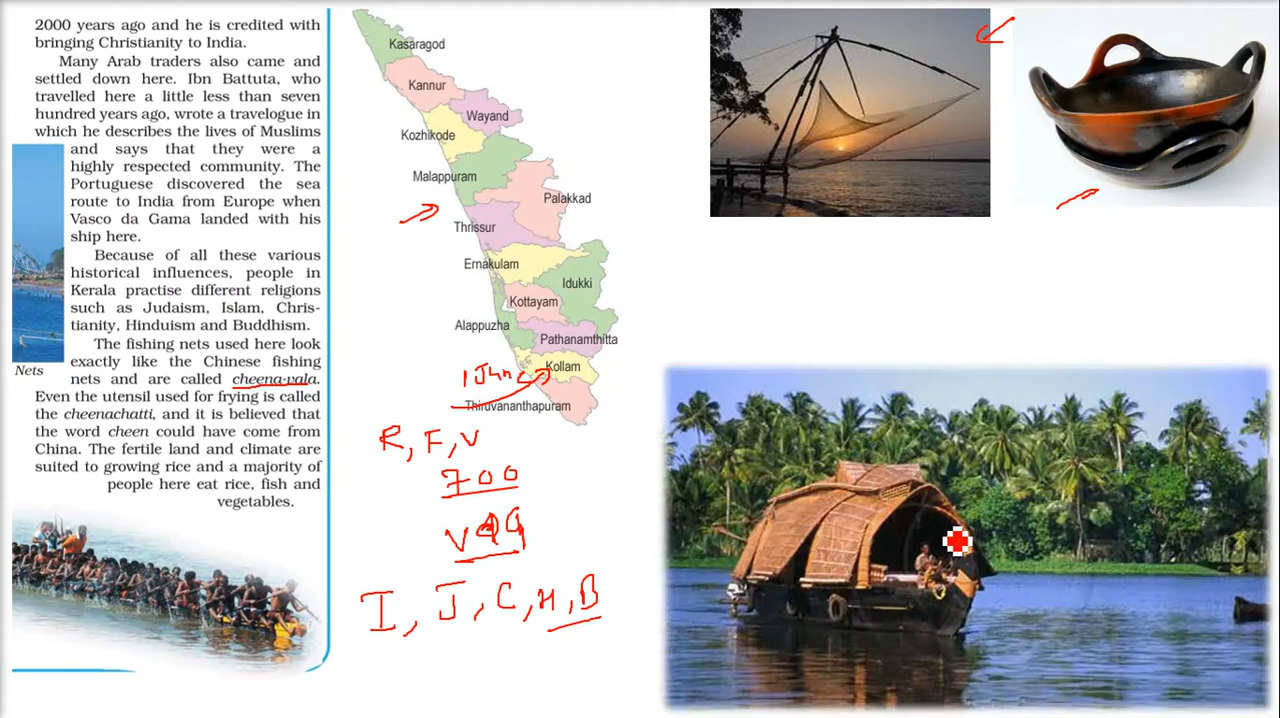 2000 years ago and he is credited with
bringing Christianity to India.
Many Arab traders also came and
settled down here. Ibn Battuta, who
travelled here a little less than seven
hundred years ago, wrote a travelogue in
which he describes the lives of Muslims
and says that they were a
highly respected community. The
Portuguese discovered the sea
route to India from Europe when
Vasco da Gama landed with his
ship here.
Because of all these various
historical influences, people in
Kerala practise different religions
such as Judaism, Islam, Chris-
tianity, Hinduism and Buddhism.
The fishing nets used here look
exactly like the Chinese fishing
nets and are called cheena-vala.
Even the utensil used for frying is called
the cheenachatti, and it is believed that
the word cheen could have come from
China. The fertile land and climate are
suited to growing rice and a majority of
people here eat rice, fish and
vegetables.
Nets
Kasaragod
Kannur
Wayand
Kozhikode
Malappuram
Palakkad
Thrissur
Ernakulam
Idukki
Kottayam
Alappuzha
Pathanamthitta
Kollam
1 June
Thiruvananthapuram
R, F, V
700
I, J, C, H, B